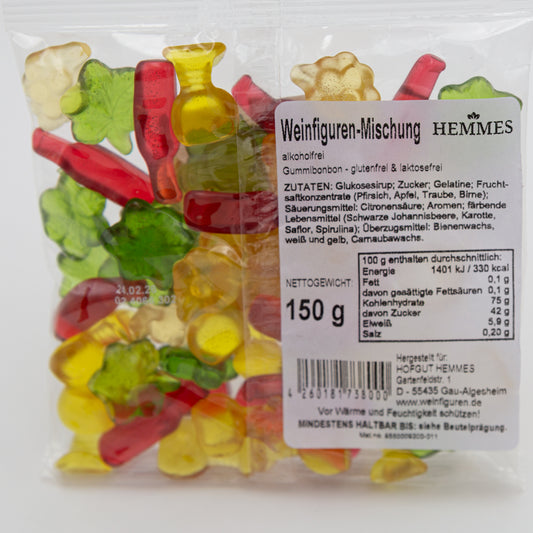 Weinfiguren-Mischung HEMMES
alkoholfrei
Gummibonbon - glutenfrei & laktosefrei
ZUTATEN: Glukosesirup; Zucker; Gelatine; Frucht-
saftkonzentrate (Pfirsich, Apfel, Traube, Birne);
Säuerungsmittel: Citronensäure; Aromen; färbende
Lebensmittel (Schwarze Johannisbeere, Karotte,
Saflor, Spirulina); Überzugsmittel: Bienenwachs,
weiß und gelb, Carnaubawachs.
NETTOGEWICHT:
150 g
100 g enthalten durchschnittlich:
Energie 1401 kJ / 330 kcal
Fett 0,1 g
davon gesättigte Fettsäuren 0,1 g
Kohlenhydrate 75 g
davon Zucker 42 g
Eiweiß 5,9 g
Salz 0,20 g
4 260181 738000
Hergestellt für:
HOFGUT HEMMES
Gartenfeldstr. 1
D - 55435 Gau-Algesheim
www.weinfiguren.de
Vor Wärme und Feuchtigkeit schützen!
MINDESTENS HALTBAR BIS: siehe Beutelprägung.